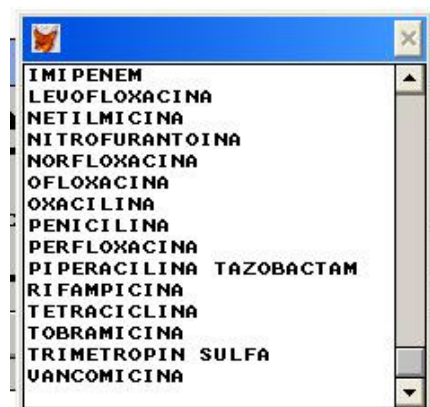 IMIPENEM
LEVOFLOXACINA
NETILMICINA
NITROFURANTOINA
NORFLOXACINA
OFLOXACINA
OXACILINA
PENICILINA
PERFLOXACINA
PIPERACILINA TAZOBACTAM
RIFAMPICINA
TETRACICLINA
TOBRAMICINA
TRIMETROPIN SULFA
VANCOMICINA